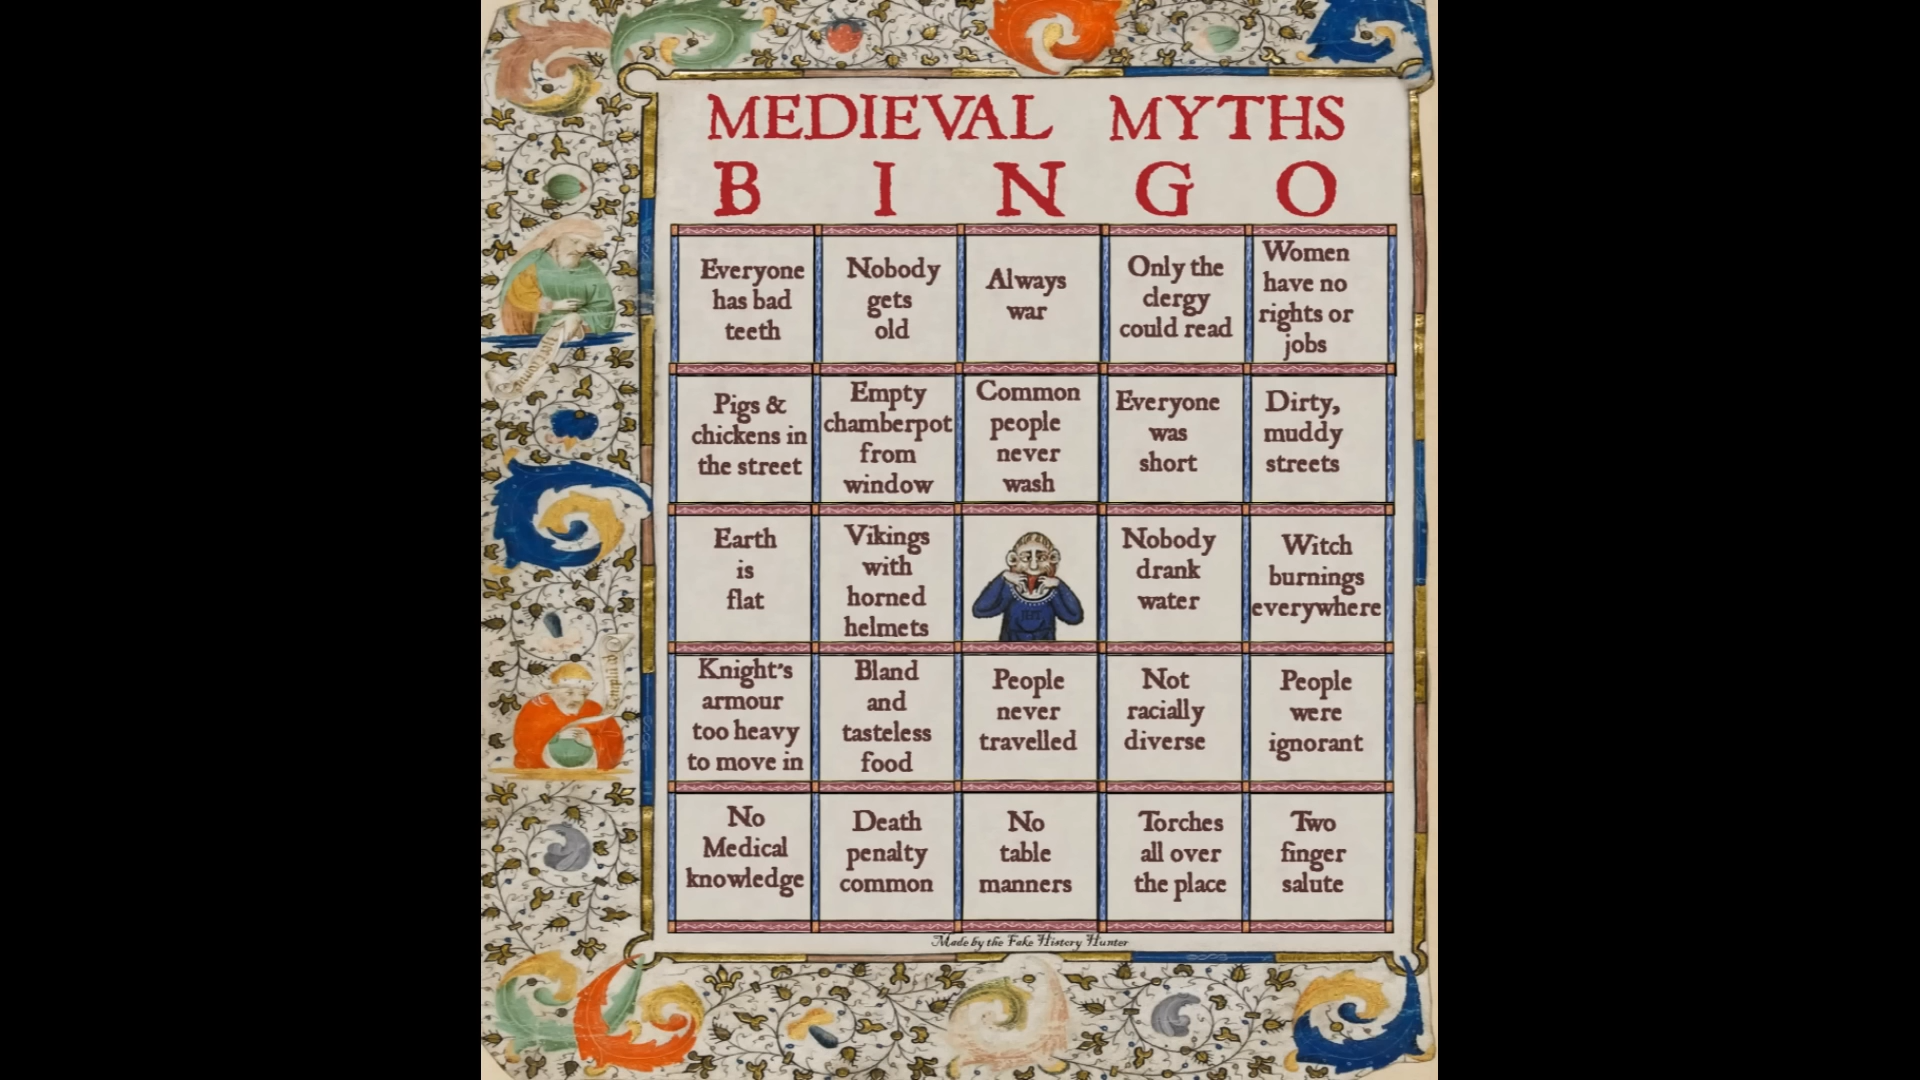 MEDIEVAL MYTHS
B I N G O
Everyone
has bad
teeth
Nobody
gets
old
Always
war
Only the
clergy
could read
Women
have no
rights or
jobs
Pigs &
chickens in
the street
Empty
chamberpot
from
window
Common
people
never
wash
Everyone
was
short
Dirty,
muddy
streets
Earth
is
flat
Vikings
with
horned
helmets
Nobody
drank
water
Witch
burnings
everywhere
Knight's
armour
too heavy
to move in
Bland
and
tasteless
food
People
never
travelled
Not
racially
diverse
People
were
ignorant
No
Medical
knowledge
Death
penalty
common
No
table
manners
Torches
all over
the place
Two
finger
salute
Made by the Fake History Hunter